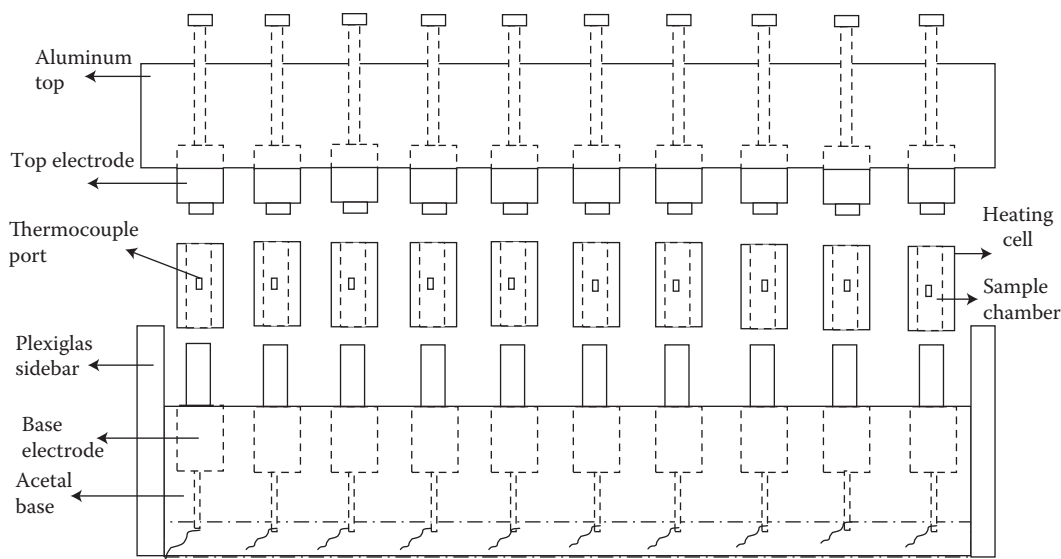 Aluminum
top
Top electrode
Thermocouple
port
Heating
cell
Sample
chamber
Plexiglas
sidebar
Base
electrode
Acetal
base